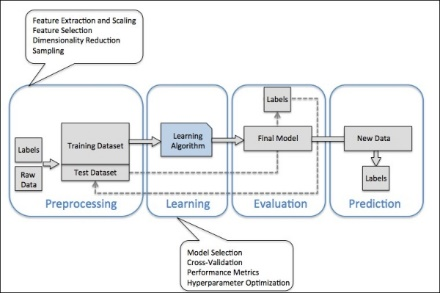 Feature Extraction and Scaling
Feature Selection
Dimensionality Reduction
Sampling
Labels
Raw
Data
Training Dataset
Test Dataset
Learning
Algorithm
Labels
Final Model
New Data
Labels
Preprocessing
Learning
Evaluation
Prediction
Model Selection
Cross-Validation
Performance Metrics
Hyperparameter Optimization